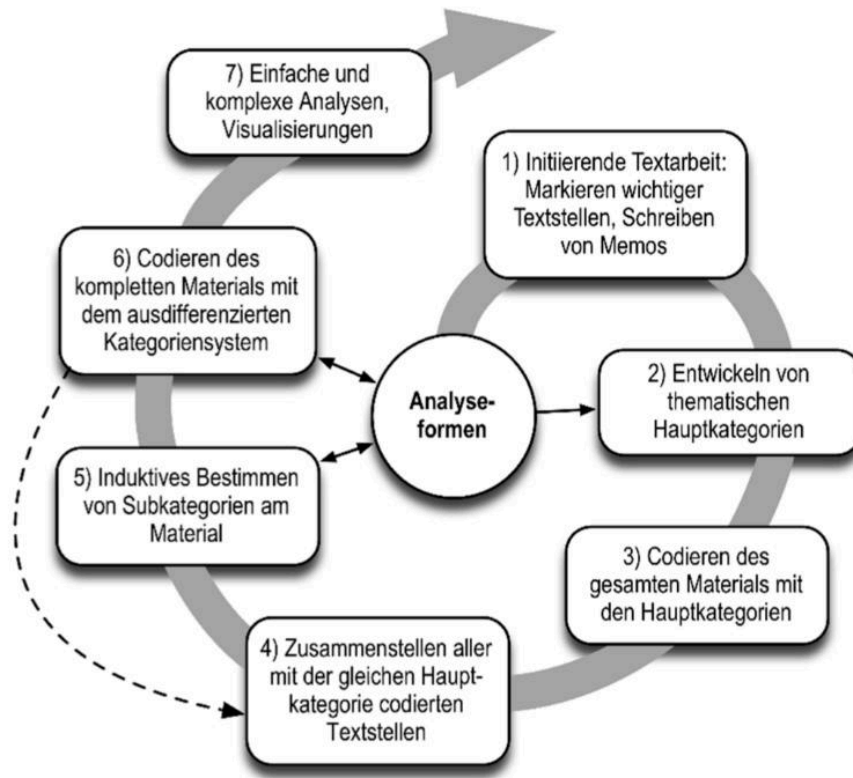 7) Einfache und
komplexe Analysen,
Visualisierungen
1) Initiierende Textarbeit:
Markieren wichtiger
Textstellen, Schreiben
von Memos
6) Codieren des
kompletten Materials mit
dem ausdifferenzierten
Kategoriensystem
Analyse-
formen
2) Entwickeln von
thematischen
Hauptkategorien
5) Induktives Bestimmen
von Subkategorien am
Material
3) Codieren des
gesamten Materials mit
den Hauptkategorien
4) Zusammenstellen aller
mit der gleichen Haupt-
kategorie codierten
Textstellen